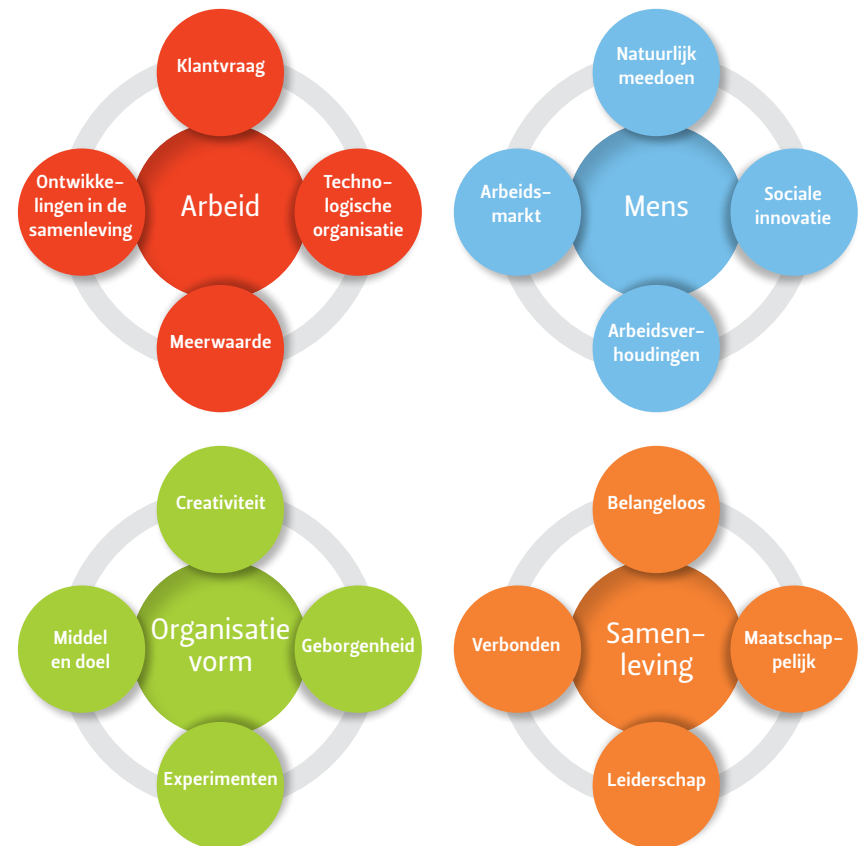 Klantvraag
Ontwikke–
lingen in de
samenleving
Arbeid
Techno–
logische
organisatie
Meerwaarde
Natuurlijk
meedoen
Arbeids-
markt
Mens
Sociale
innovatie
Arbeidsver–
houdingen
Creativiteit
Middel
en doel
Organisatie
vorm
Geborgenheid
Experimenten
Belangeloos
Verbonden
Samen–
leving
Maatschap–
pelijk
Leiderschap